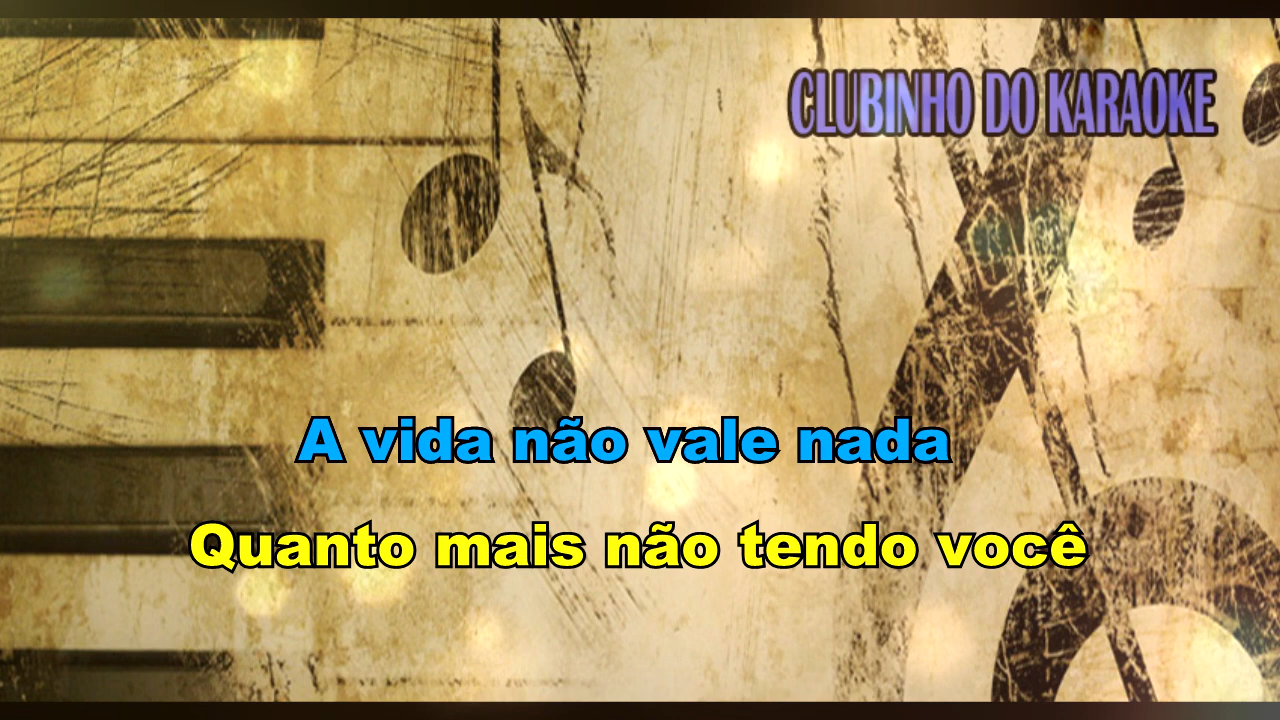 CLUBINHO DO KARAOKE
A vida não vale nada
Quanto mais não tendo você